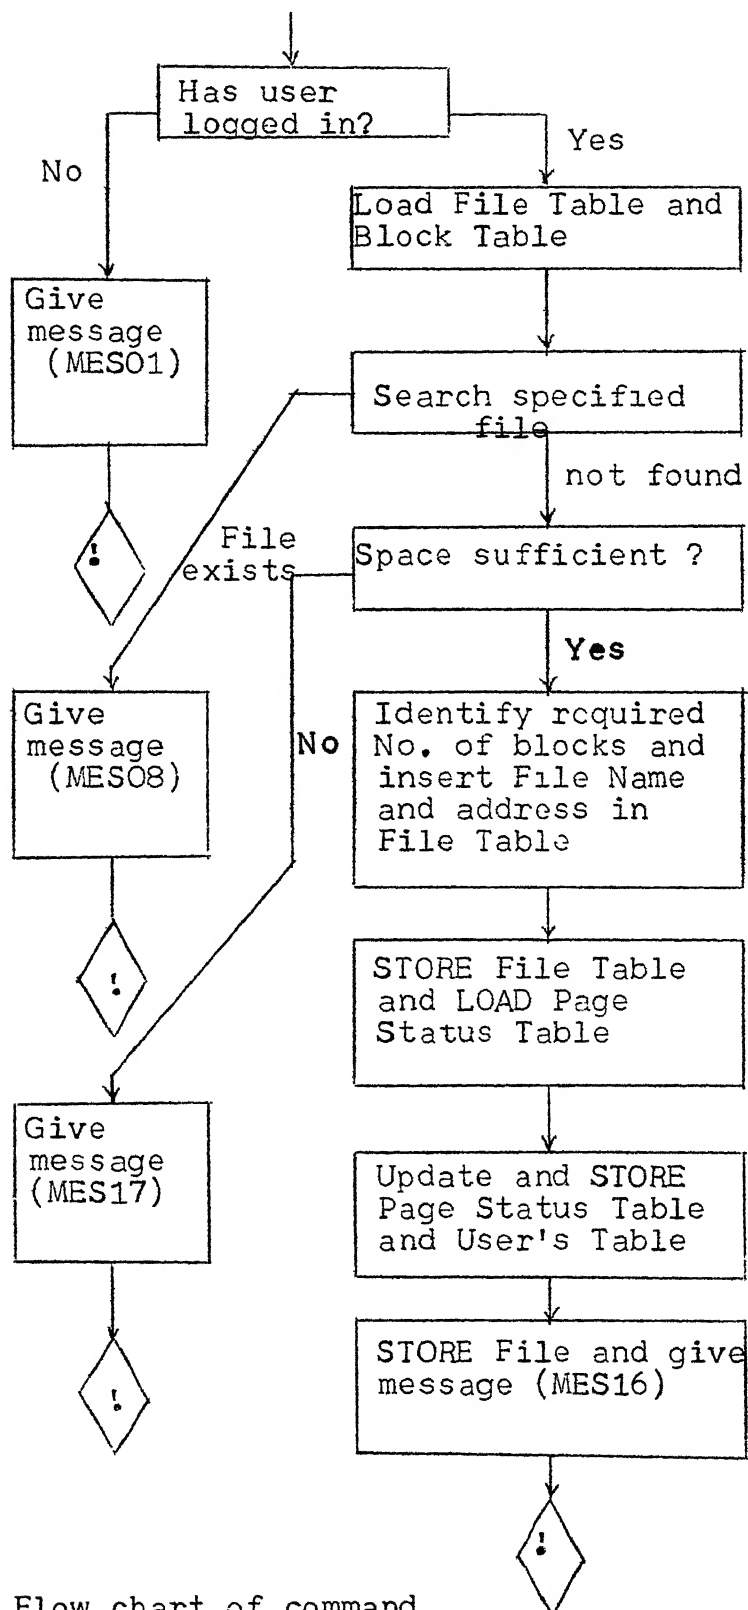 Has user
logged in?
No
Yes
Load File Table and
Block Table
Give
message
(MES01)
Search specified
file
not found
!
File
exists
Space sufficient ?
Yes
Give
message
(MES08)
No
Identify required
No. of blocks and
insert File Name
and address in
File Table
!
STORE File Table
and LOAD Page
Status Table
Give
message
(MES17)
Update and STORE
Page Status Table
and User's Table
!
STORE File and give
message (MES16)
!
Flow chart of command